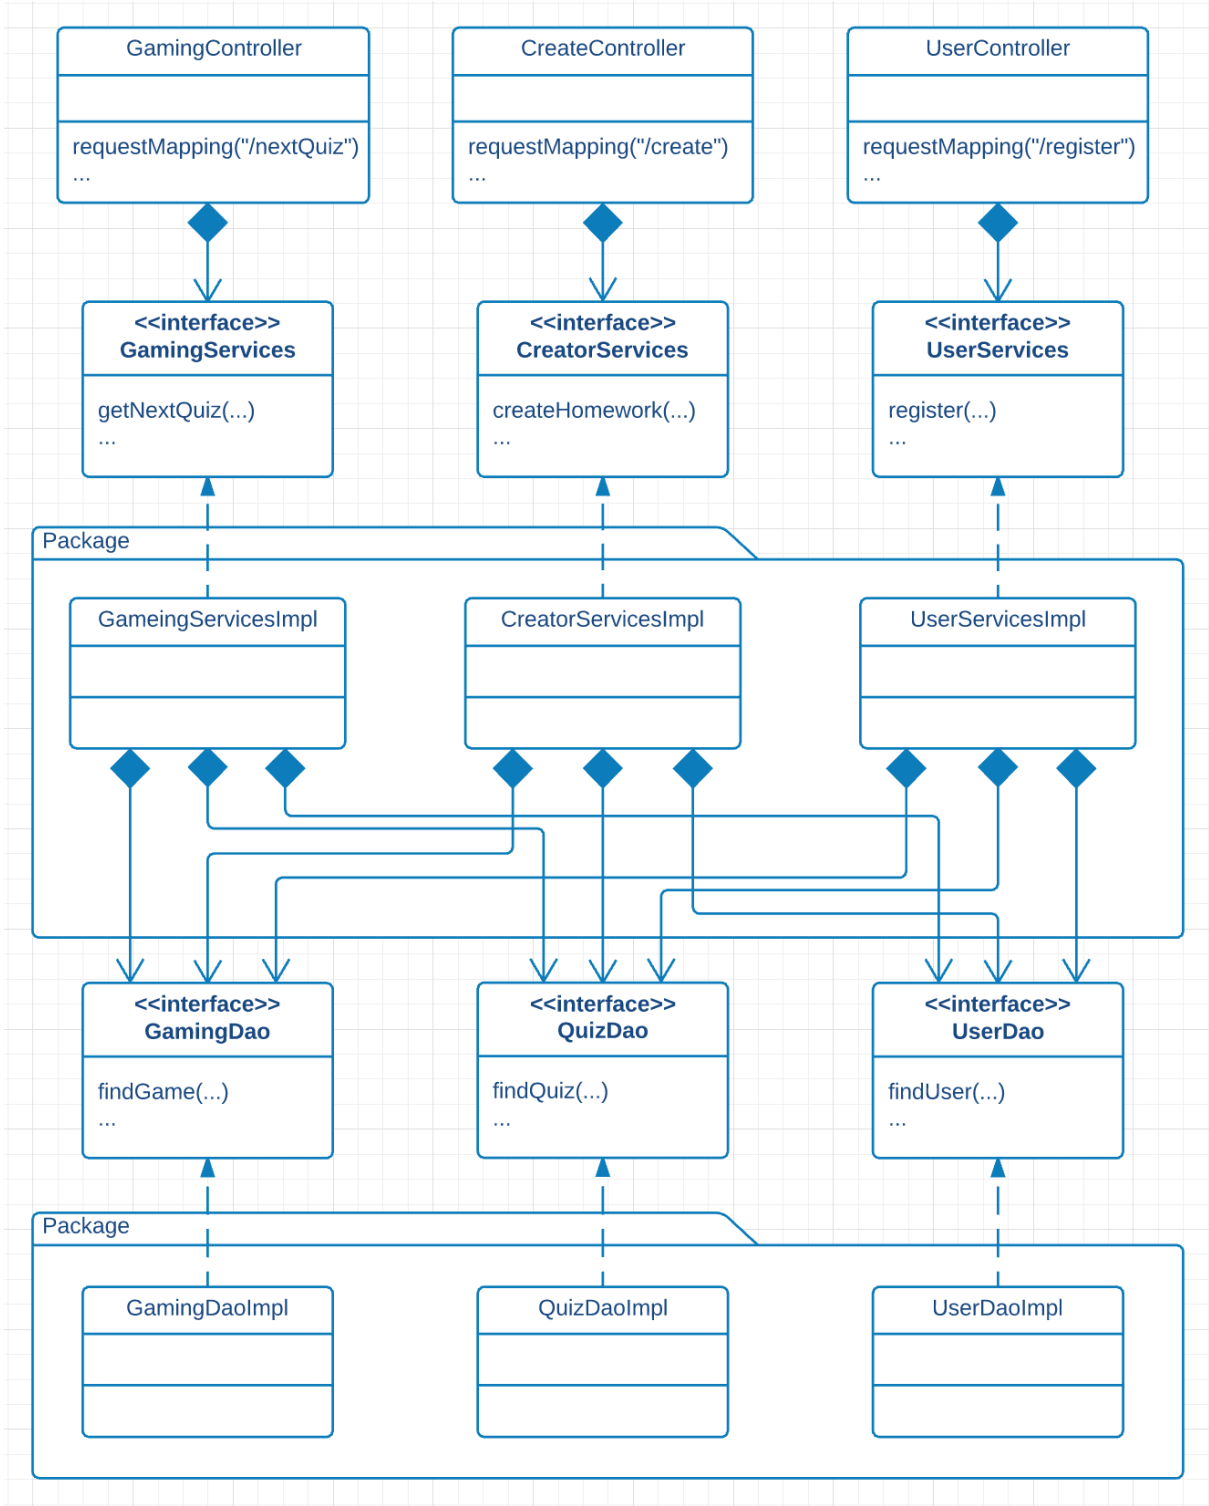 GamingController
CreateController
UserController
requestMapping("/nextQuiz")
...
requestMapping("/create")
...
requestMapping("/register")
...
<<interface>>
GamingServices
<<interface>>
CreatorServices
<<interface>>
UserServices
getNextQuiz(...)
...
createHomework(...)
...
register(...)
...
Package
GameingServicesImpl
CreatorServicesImpl
UserServicesImpl
<<interface>>
GamingDao
<<interface>>
QuizDao
<<interface>>
UserDao
findGame(...)
...
findQuiz(...)
...
findUser(...)
...
Package
GamingDaoImpl
QuizDaoImpl
UserDaoImpl